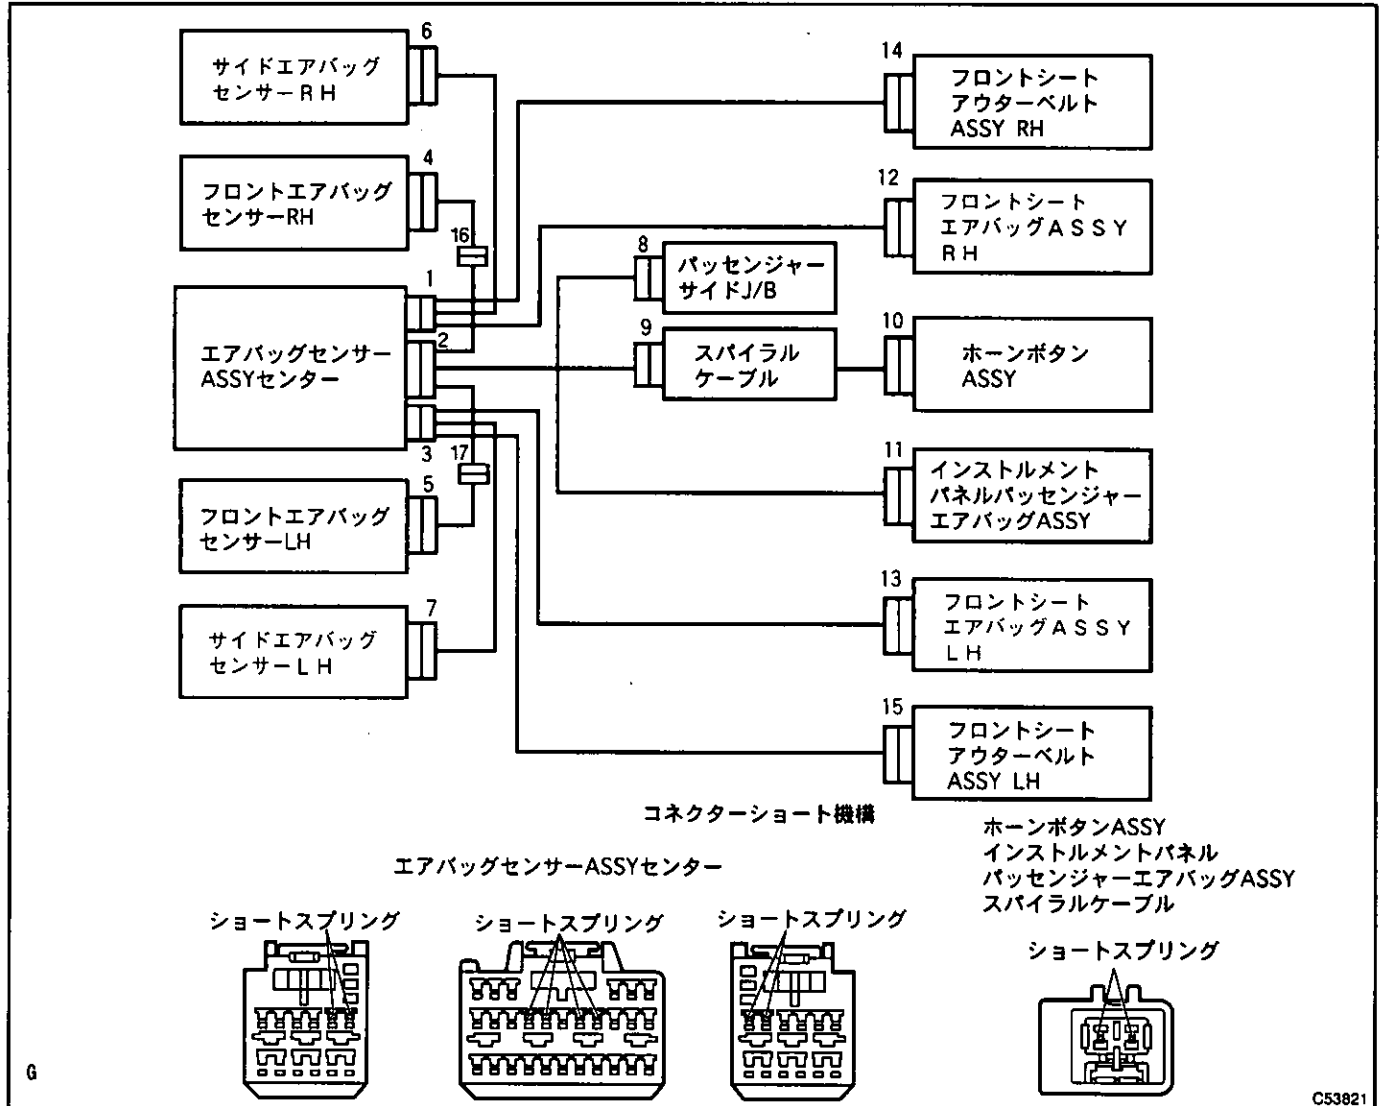 6
サイドエアバッグ
センサーＲＨ
4
フロントエアバッグ
センサーRH
16
1
2
エアバッグセンサー
ASSYセンター
3
17
5
フロントエアバッグ
センサーLH
7
サイドエアバッグ
センサーＬＨ
8
パッセンジャー
サイドJ/B
9
スパイラル
ケーブル
14
フロントシート
アウターベルト
ASSY RH
12
フロントシート
エアバッグＡＳＳＹ
ＲＨ
10
ホーンボタン
ASSY
11
インストルメント
パネルパッセンジャー
エアバッグASSY
13
フロントシート
エアバッグＡＳＳＹ
ＬＨ
15
フロントシート
アウターベルト
ASSY LH
コネクターショート機構
エアバッグセンサーASSYセンター
ホーンボタンASSY
インストルメントパネル
パッセンジャーエアバッグASSY
スパイラルケーブル
ショートスプリング
ショートスプリング
ショートスプリング
ショートスプリング
G
C53821